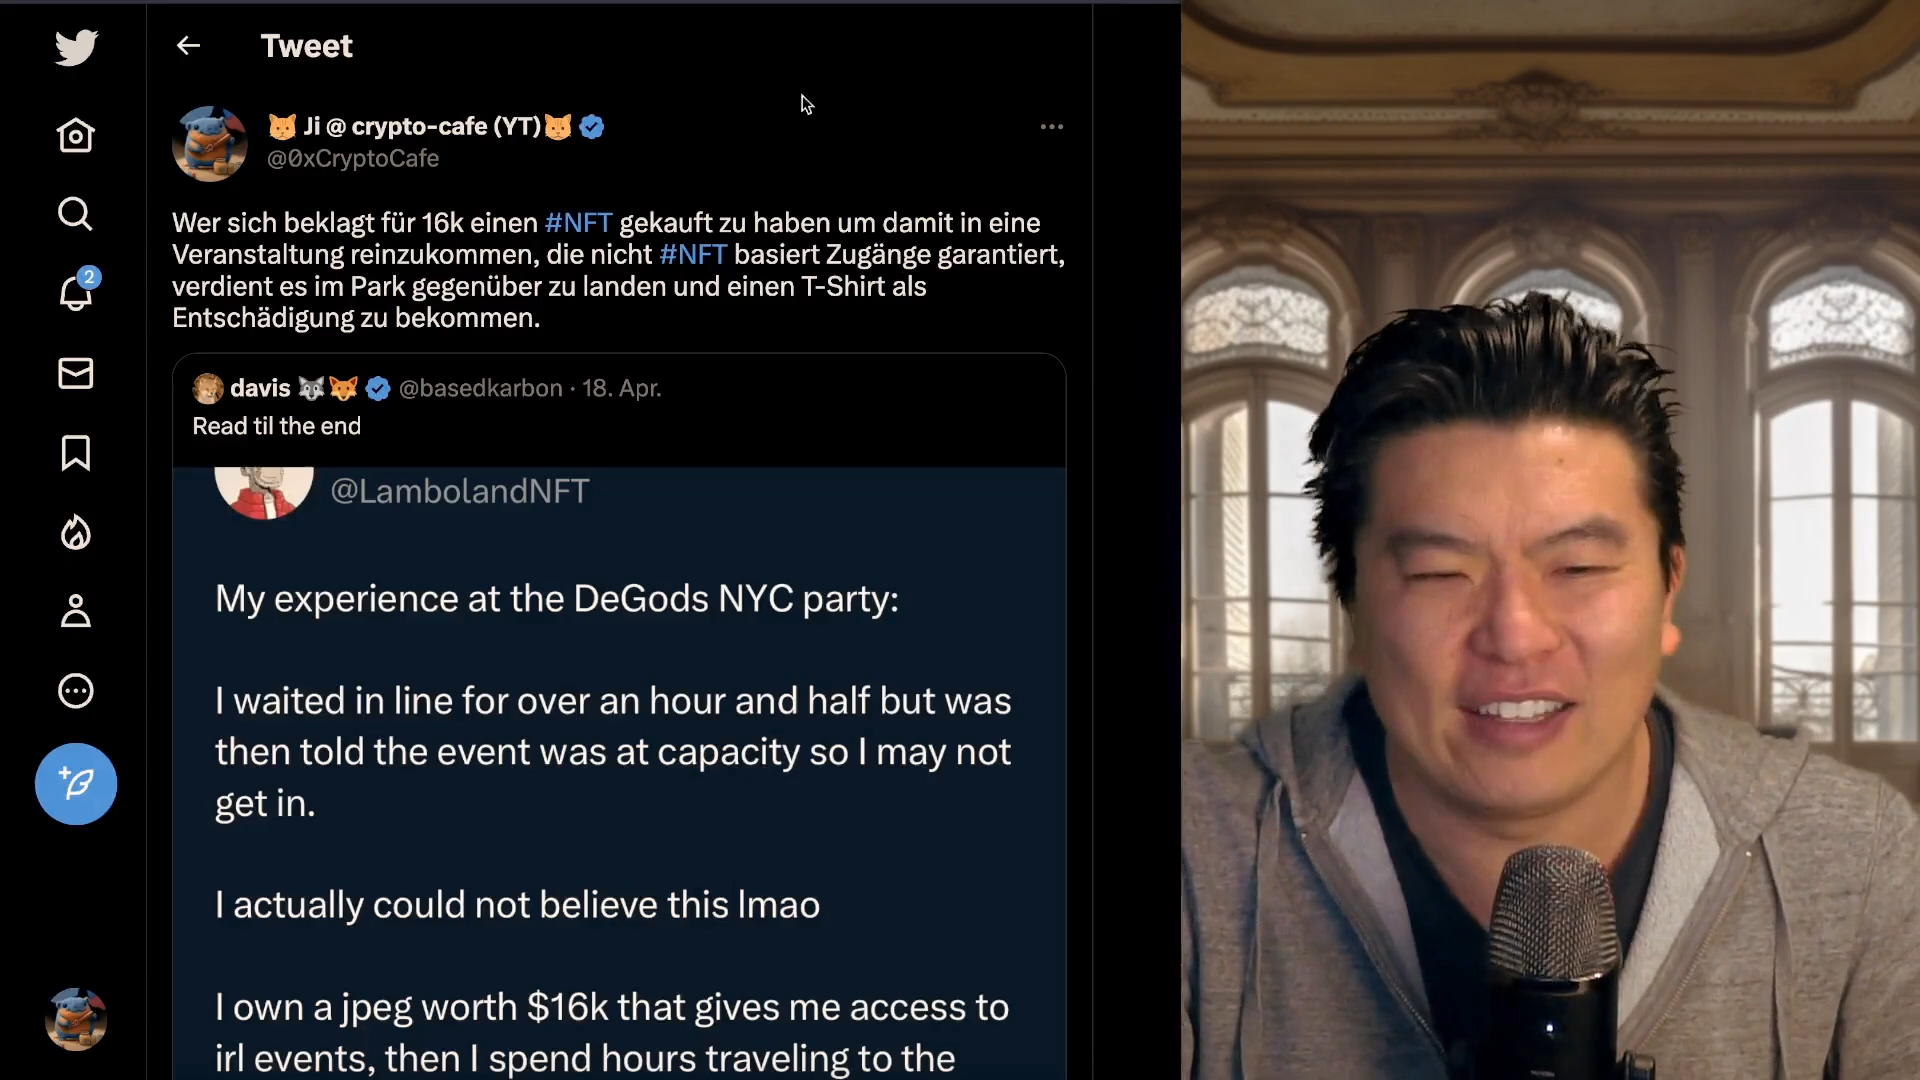 Tweet
Ji @ crypto-cafe (YT)
@0xCryptoCafe
Wer sich beklagt für 16k einen #NFT gekauft zu haben um damit in eine
Veranstaltung reinzukommen, die nicht #NFT basiert Zugänge garantiert,
verdient es im Park gegenüber zu landen und einen T-Shirt als
Entschädigung zu bekommen.
2
davis @basedkarbon · 18. Apr.
Read til the end
@LambolandNFT
My experience at the DeGods NYC party:
I waited in line for over an hour and half but was
then told the event was at capacity so I may not
get in.
I actually could not believe this lmao
I own a jpeg worth $16k that gives me access to
irl events, then I spend hours traveling to the